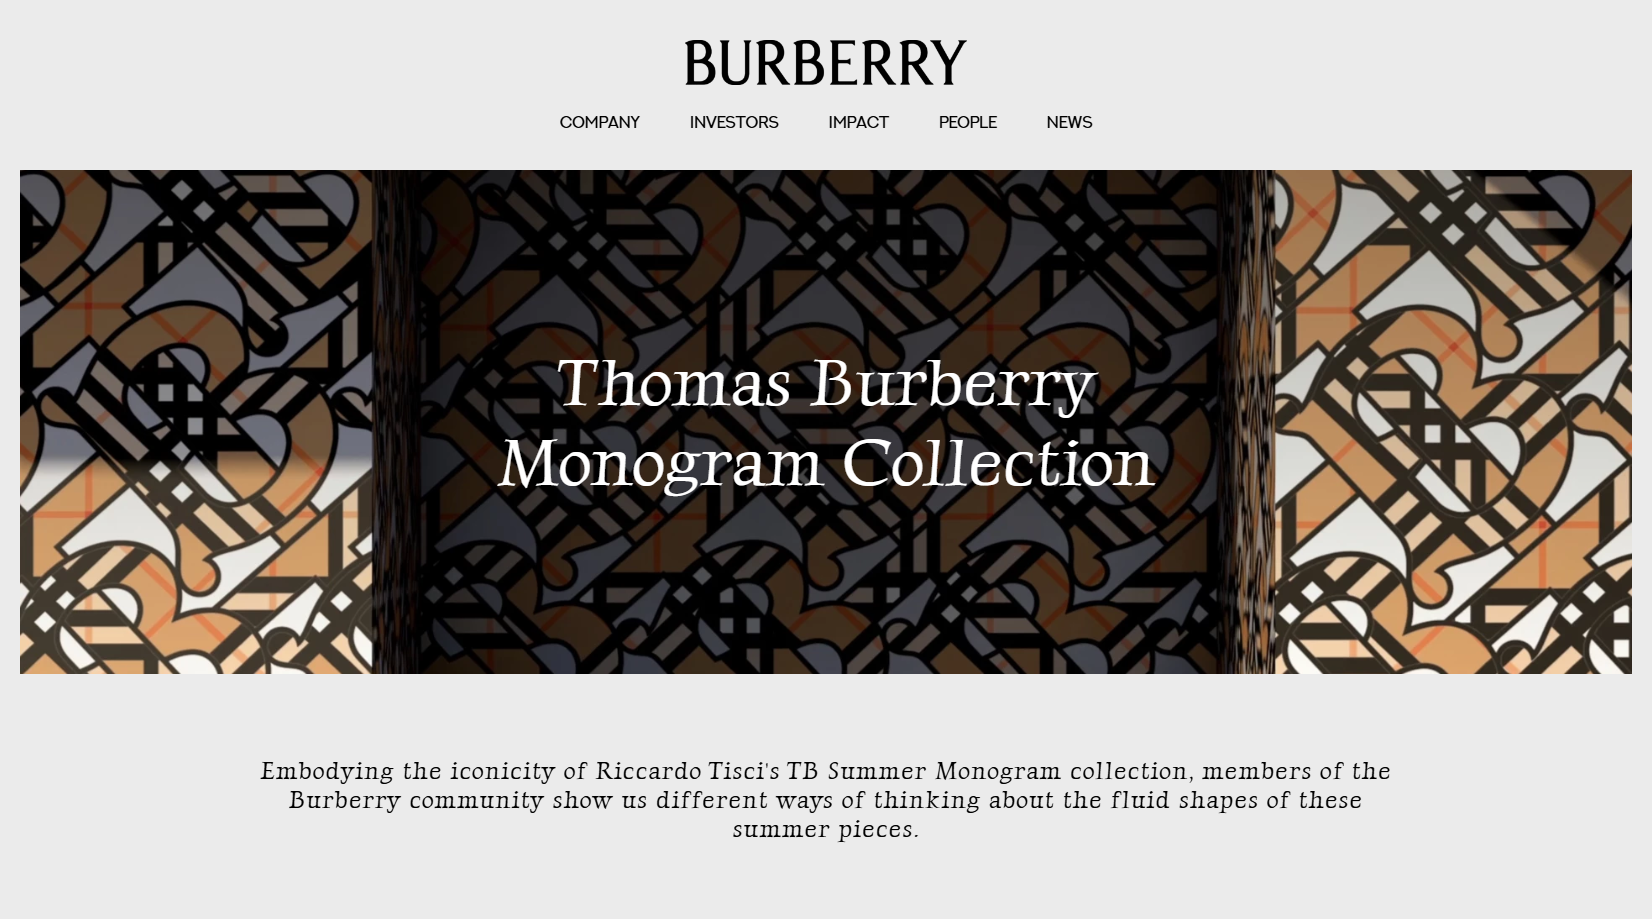 BURBERRY
COMPANY INVESTORS IMPACT PEOPLE NEWS
Thomas Burberry
Monogram Collection
Embodying the iconicity of Riccardo Tisci's TB Summer Monogram collection, members of the
Burberry community show us different ways of thinking about the fluid shapes of these
summer pieces.